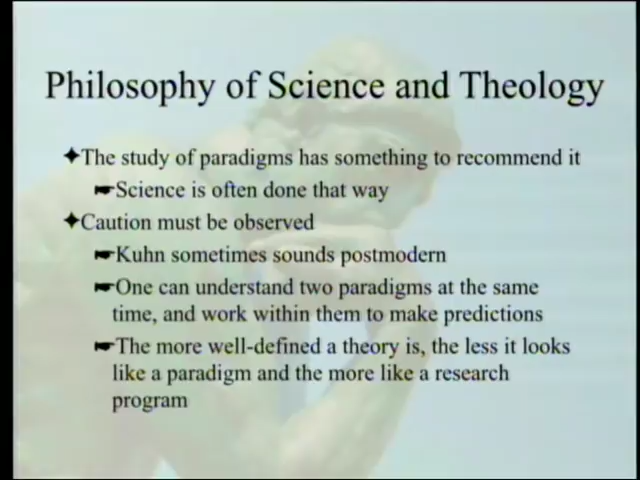 Philosophy of Science and Theology
The study of paradigms has something to recommend it
Science is often done that way
Caution must be observed
Kuhn sometimes sounds postmodern
One can understand two paradigms at the same
time, and work within them to make predictions
The more well-defined a theory is, the less it looks
like a paradigm and the more like a research
program